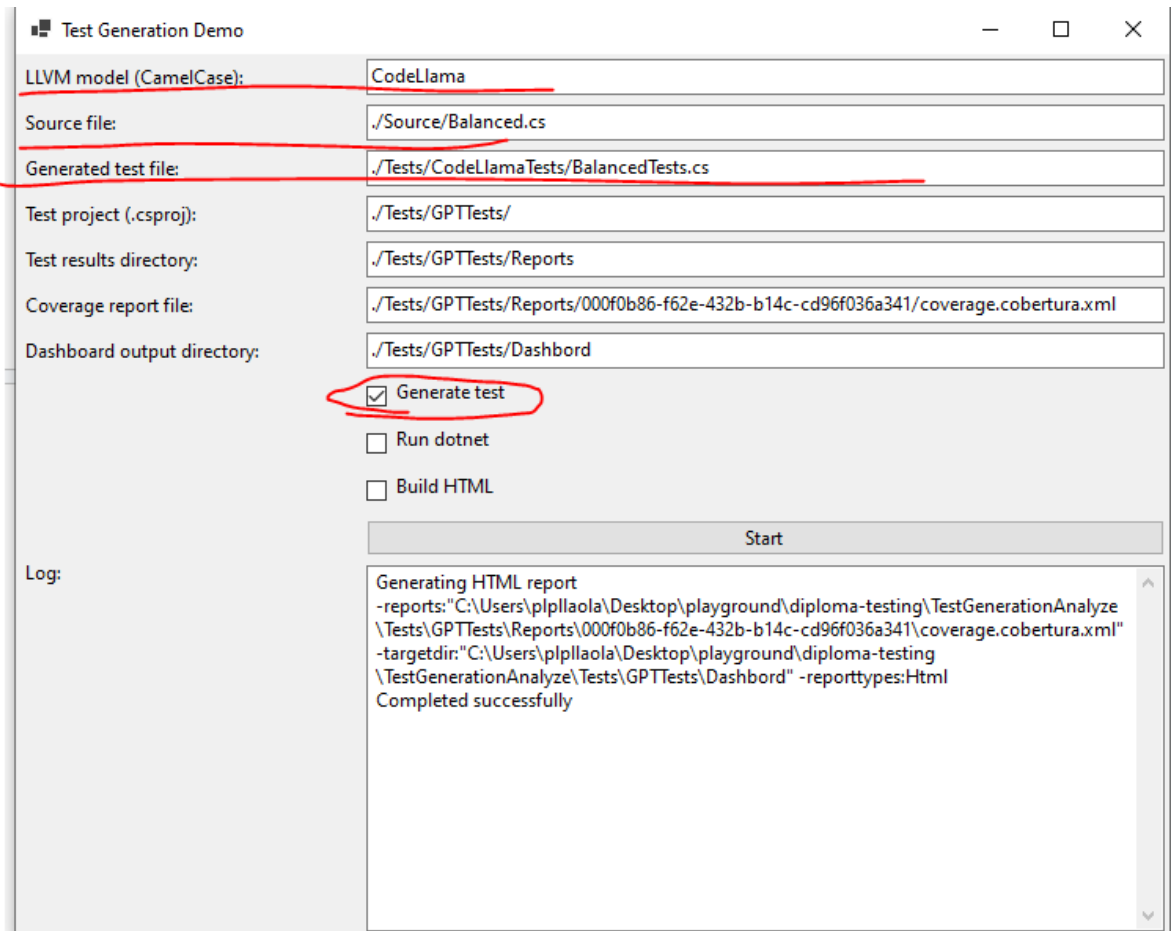 Test Generation Demo
LLVM model (CamelCase): CodeLlama
Source file: ./Source/Balanced.cs
Generated test file: ./Tests/CodeLlamaTests/BalancedTests.cs
Test project (.csproj): ./Tests/GPTTests/
Test results directory: ./Tests/GPTTests/Reports
Coverage report file: ./Tests/GPTTests/Reports/000f0b86-f62e-432b-b14c-cd96f036a341/coverage.cobertura.xml
Dashboard output directory: ./Tests/GPTTests/Dashbord
Generate test
Run dotnet
Build HTML
Start
Log:
Generating HTML report
-reports:"C:\Users\plpllaola\Desktop\playground\diploma-testing\TestGenerationAnalyze
\Tests\GPTTests\Reports\000f0b86-f62e-432b-b14c-cd96f036a341\coverage.cobertura.xml"
-targetdir:"C:\Users\plpllaola\Desktop\playground\diploma-testing
\TestGenerationAnalyze\Tests\GPTTests\Dashbord" -reporttypes:Html
Completed successfully